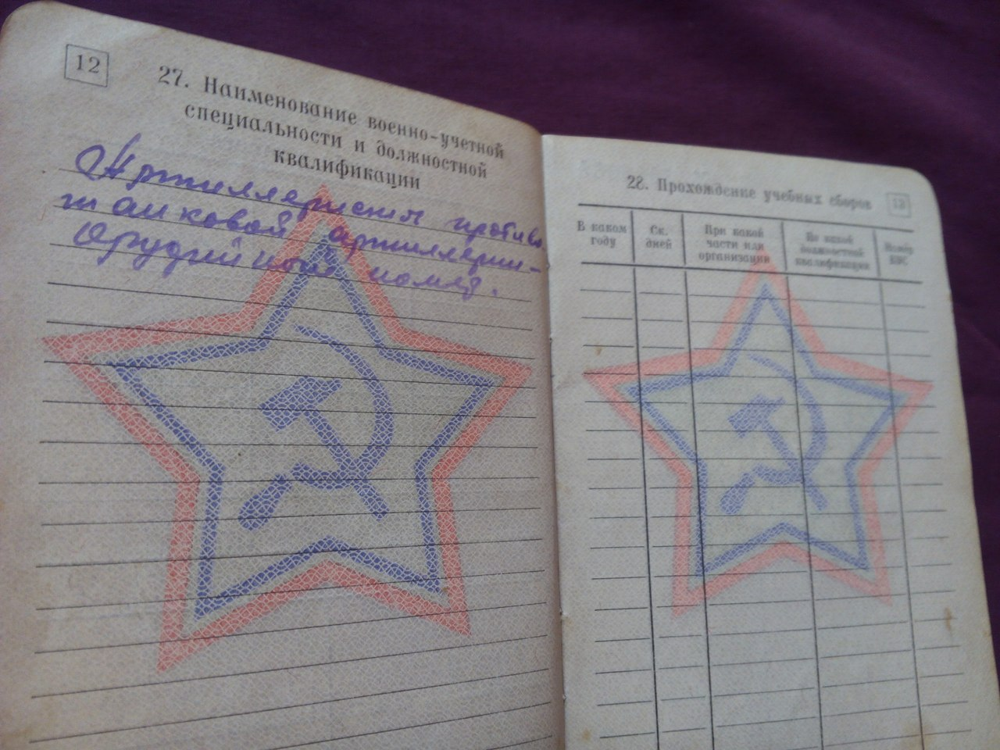 12
27. Наименование военно-учетной
специальности и должностной
квалификации
Артиллерист противо
танковой артиллерии-
Орудийный номер.
28. Прохождение учебных сборов
13
В каком
году
Ск.
дней
При какой
части или
организации
По какой
должностной
квалификации
Номер
ВУС